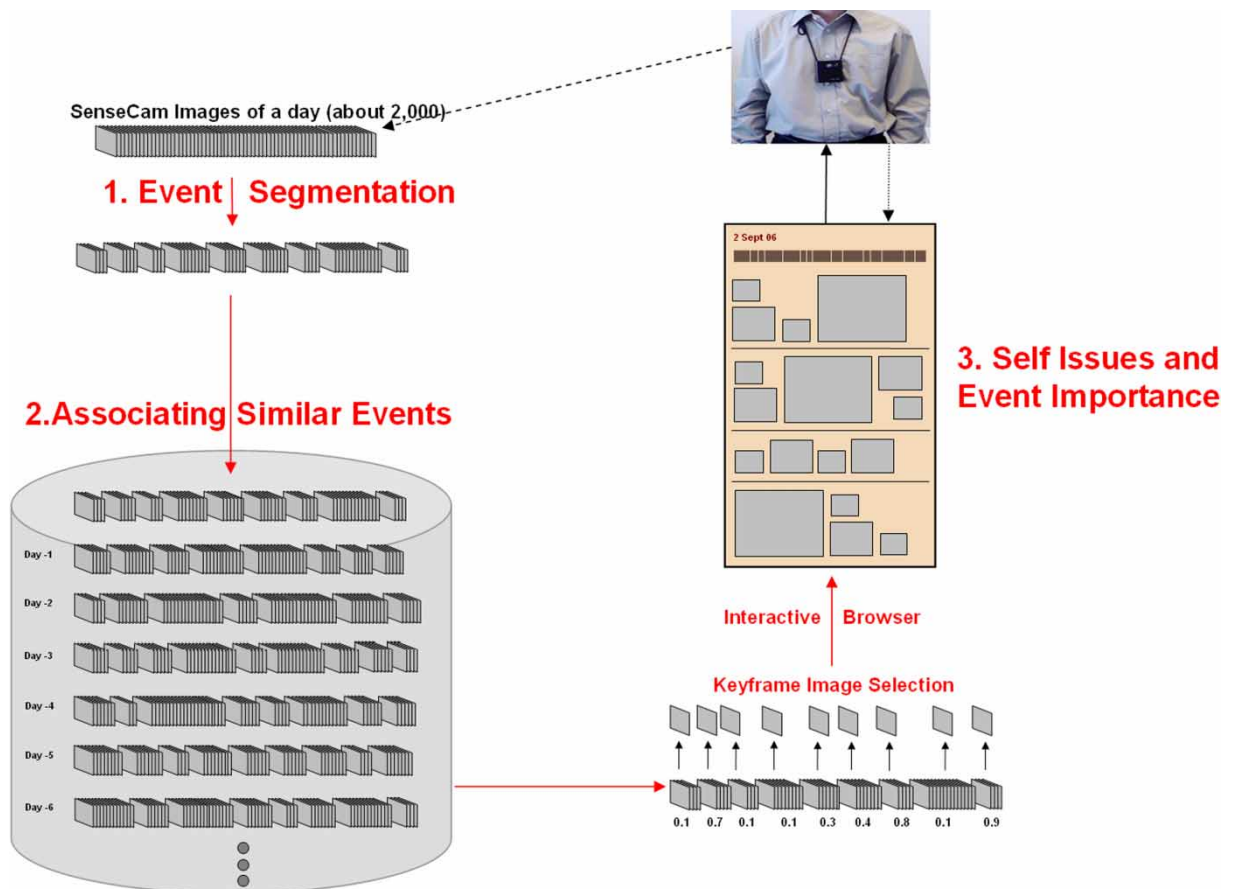 SenseCam Images of a day (about 2,000)
1. Event Segmentation
2.Associating Similar Events
Day -1
Day -2
Day -3
Day -4
Day -5
Day -6
2 Sept 06
3. Self Issues and
Event Importance
Interactive Browser
Keyframe Image Selection
0.1 0.7 0.1 0.1 0.3 0.4 0.8 0.1 0.9